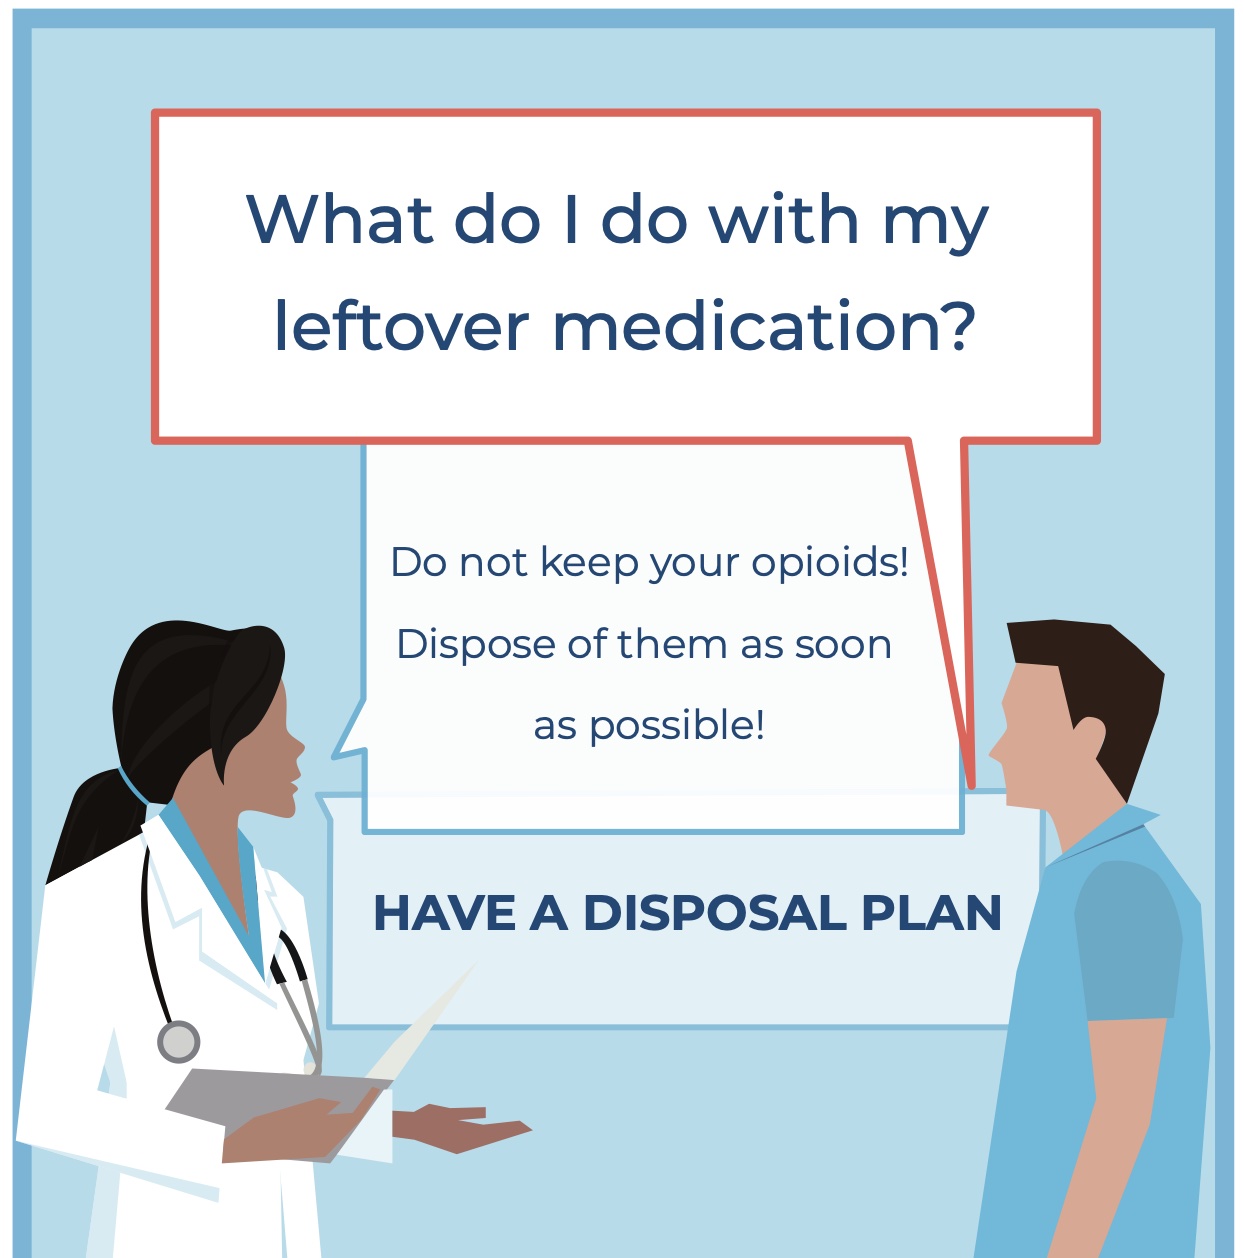 What do I do with my
leftover medication?
Do not keep your opioids!
Dispose of them as soon
as possible!
HAVE A DISPOSAL PLAN